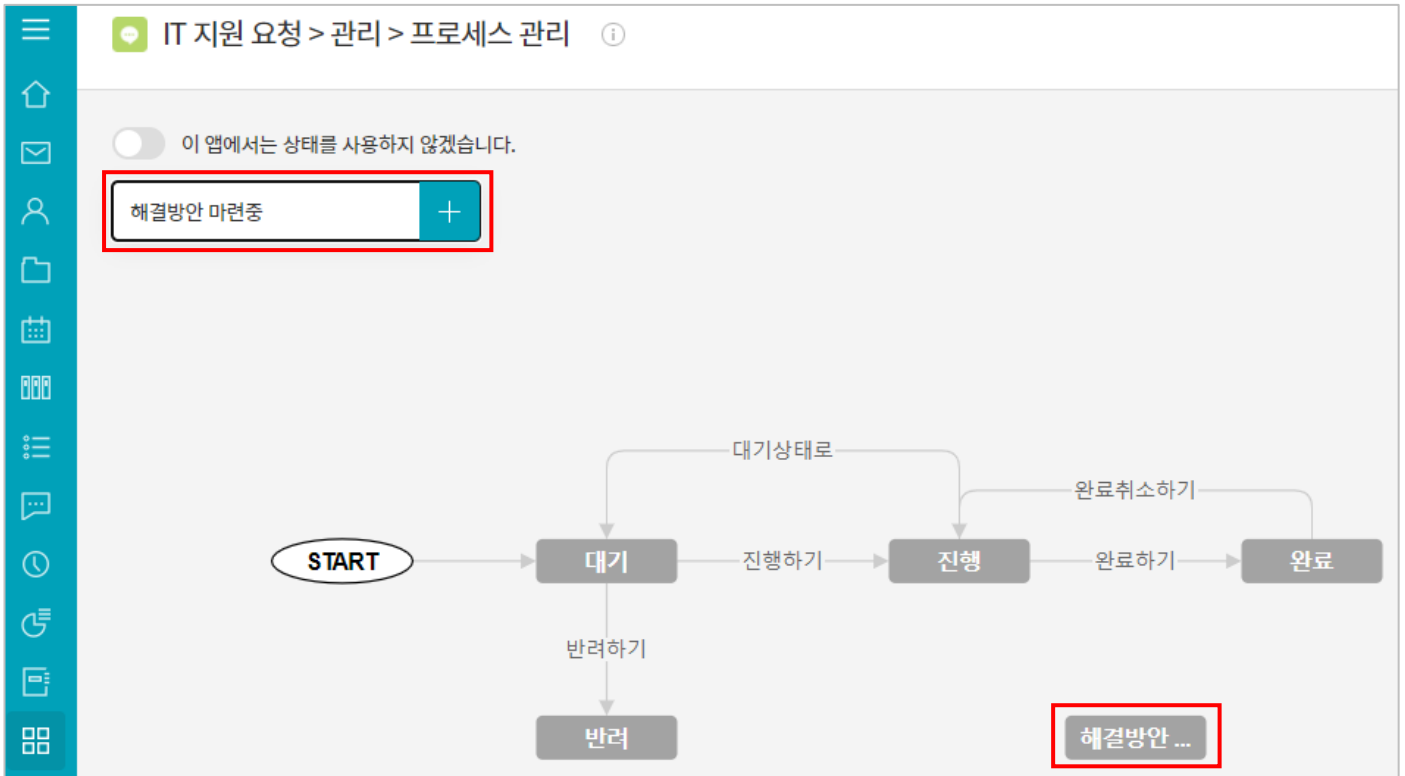 IT 지원 요청 > 관리 > 프로세스 관리
이 앱에서는 상태를 사용하지 않겠습니다.
해결방안 마련중
대기상태로
완료취소하기
START
대기
진행하기
진행
완료하기
완료
반려하기
반려
해결방안 ...